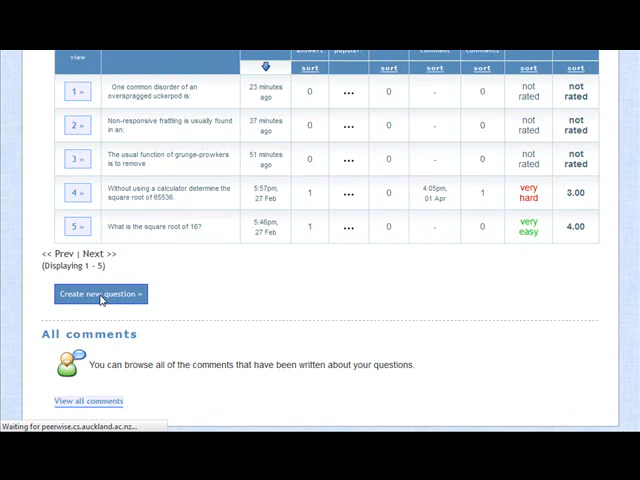 answers popular? comment comments
view
sort sort sort sort sort sort
1 » One common disorder of an overspragged uckerpod is: 23 minutes ago 0 ... 0 - 0 not rated not rated
2 » Non-responsive frattling is usually found in an: 37 minutes ago 0 ... 0 - 0 not rated not rated
3 » The usual function of grunge-prowkers is to remove 51 minutes ago 0 ... 0 - 0 not rated not rated
4 » Without using a calculator determine the square root of 65536. 5:57pm, 27 Feb 1 ... 0 4:05pm, 01 Apr 1 very hard 3.00
5 » What is the square root of 16? 5:46pm, 27 Feb 1 ... 0 - 0 very easy 4.00
<< Prev | Next >>
(Displaying 1 - 5)
Create new question »
All comments
You can browse all of the comments that have been written about your questions.
View all comments
Waiting for peerwise.cs.auckland.ac.nz...